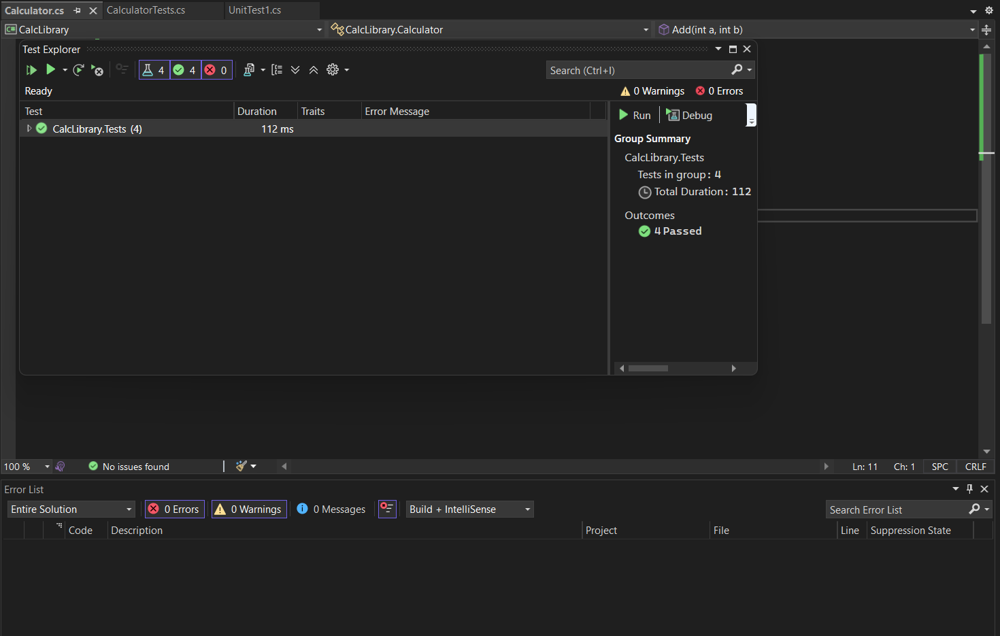 Calculator.cs
CalculatorTests.cs
UnitTest1.cs
C# CalcLibrary
CalcLibrary.Calculator
Add(int a, int b)
Test Explorer
4 4 0
Search (Ctrl+I)
Ready
0 Warnings 0 Errors
Test Duration Traits Error Message
CalcLibrary.Tests (4) 112 ms
Run Debug
Group Summary
CalcLibrary.Tests
Tests in group: 4
Total Duration: 112
Outcomes
4 Passed
100 % No issues found Ln: 11 Ch: 1 SPC CRLF
Error List
Entire Solution 0 Errors 0 Warnings 0 Messages Build + IntelliSense Search Error List
Code Description Project File Line Suppression State